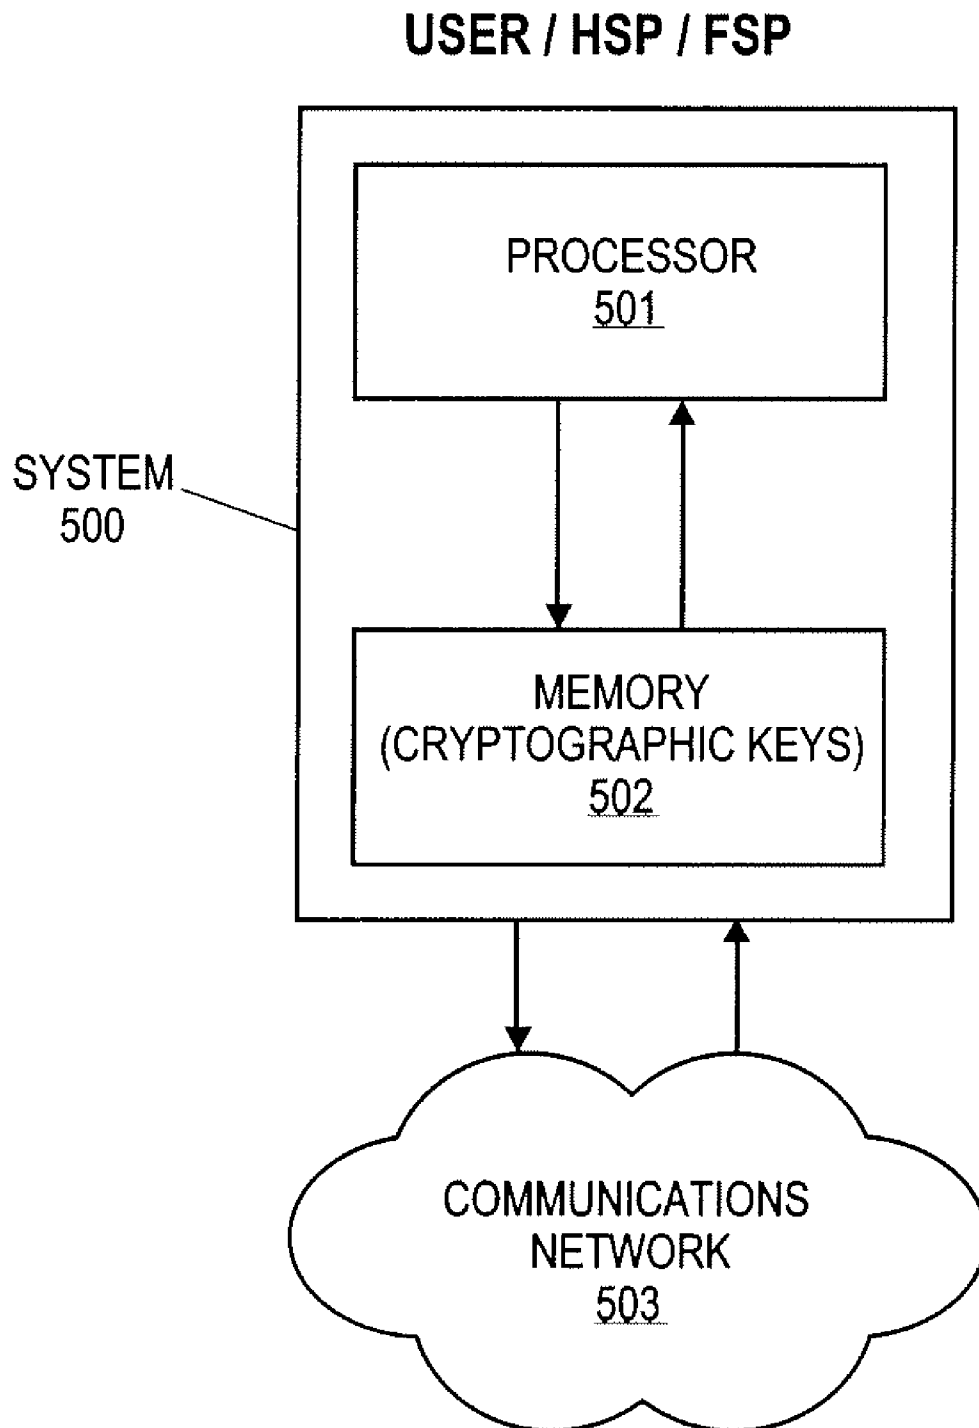 USER / HSP / FSP
PROCESSOR
501
SYSTEM
500
MEMORY
(CRYPTOGRAPHIC KEYS)
502
COMMUNICATIONS
NETWORK
503